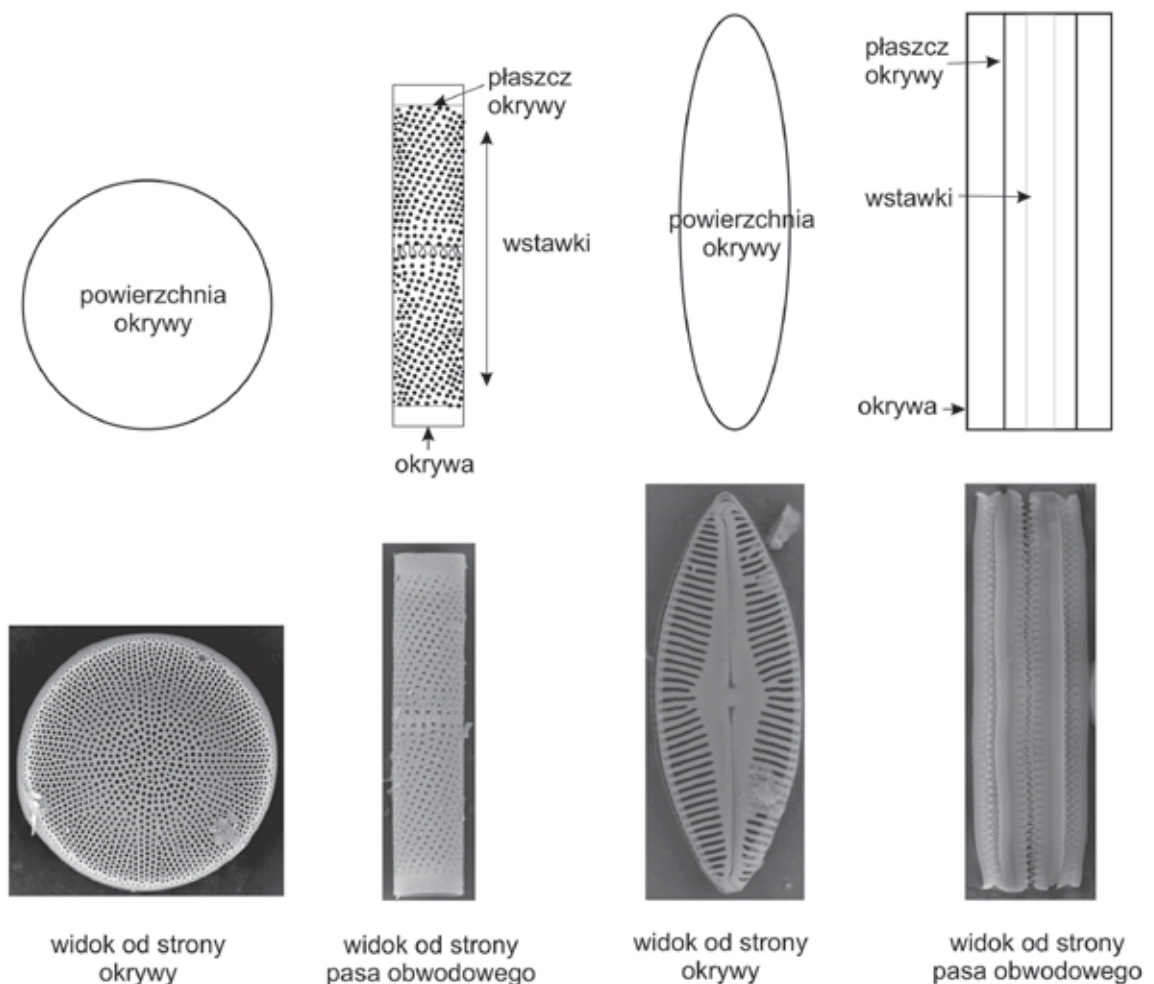 płaszcz
okrywy
wstawki
okrywa
powierzchnia
okrywy
powierzchnia
okrywy
płaszcz
okrywy
wstawki
okrywa
widok od strony
okrywy
widok od strony
pasa obwodowego
widok od strony
okrywy
widok od strony
pasa obwodowego